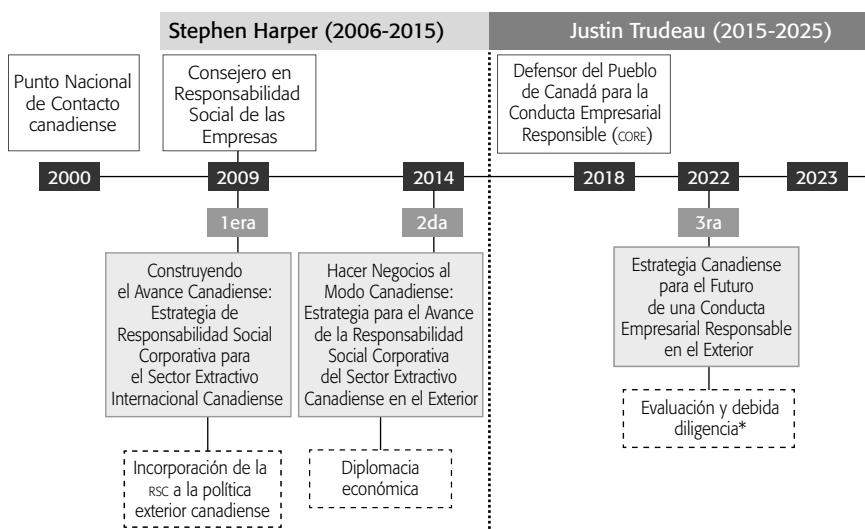 Stephen Harper (2006-2015)
Justin Trudeau (2015-2025)
Punto Nacional
de Contacto
canadiense
Consejero en
Responsabilidad
Social de las
Empresas
Defensor del Pueblo
de Canadá para la
Conducta Empresarial
Responsible (CORE)
2000
2009
2014
2018
2022
2023
1era
2da
3ra
Construyendo
el Avance Canadiense:
Estrategia de
Responsabilidad Social
Corporativa para
el Sector Extractivo
Internacional Canadiense
Hacer Negocios al
Modo Canadiense:
Estrategia para el Avance
de la Responsabilidad
Social Corporativa
del Sector Extractivo
Canadiense en el Exterior
Estrategia Canadiense
para el Futuro
de una Conducta
Empresarial Responsable
en el Exterior
Incorporación de la
RSC a la política
exterior canadiense
Diplomacia
económica
Evaluación y debida
diligencia*